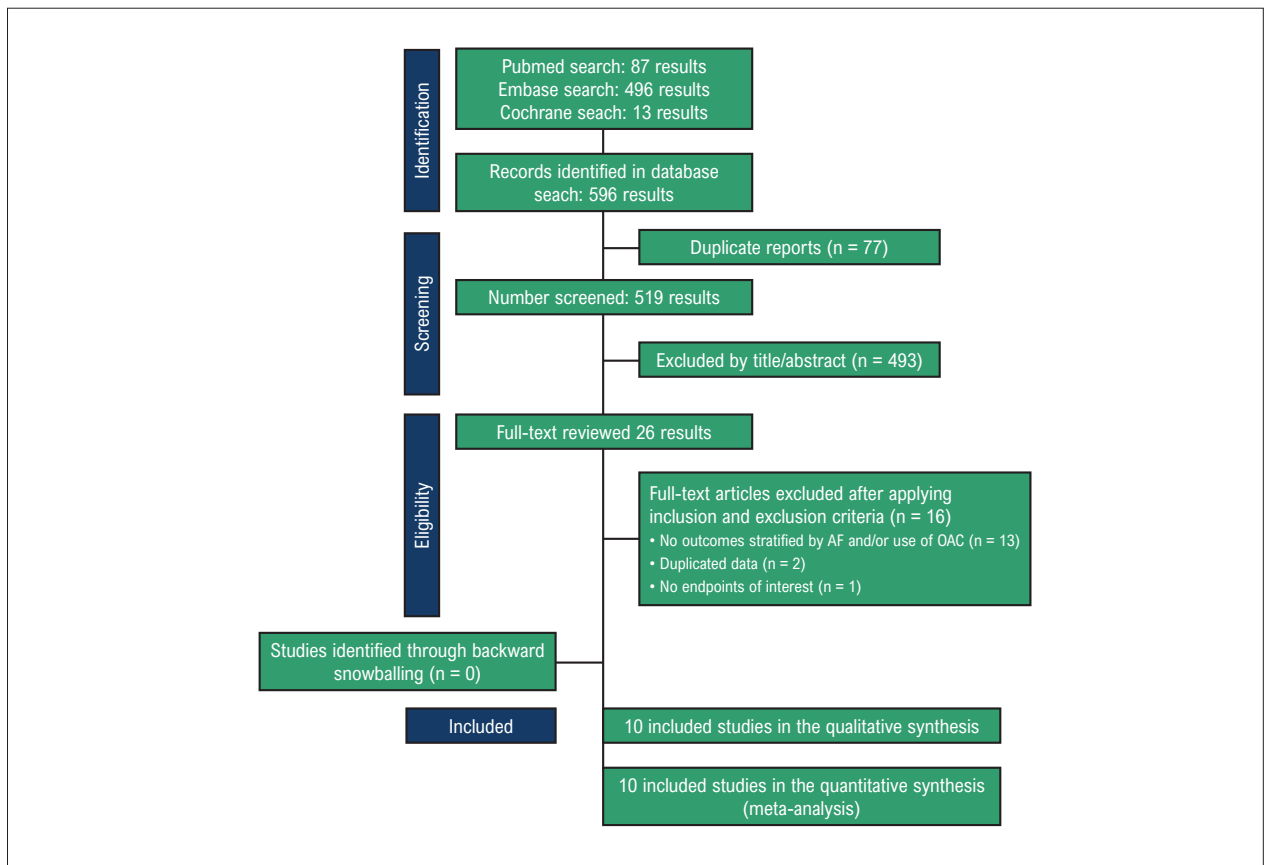 Identification
Pubmed search: 87 results
Embase search: 496 results
Cochrane seach: 13 results
Records identified in database
seach: 596 results
Screening
Duplicate reports (n = 77)
Number screened: 519 results
Excluded by title/abstract (n = 493)
Eligibility
Full-text reviewed 26 results
Full-text articles excluded after applying
inclusion and exclusion criteria (n = 16)
• No outcomes stratified by AF and/or use of OAC (n = 13)
• Duplicated data (n = 2)
• No endpoints of interest (n = 1)
Studies identified through backward
snowballing (n = 0)
Included
10 included studies in the qualitative synthesis
10 included studies in the quantitative synthesis
(meta-analysis)